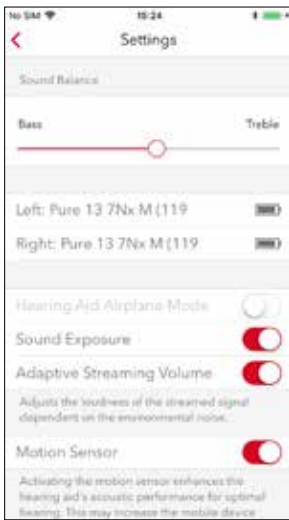 No SIM 15:24
Settings
Sound Balance
Bass Treble
Left: Pure 13 7Nx M (119
Right: Pure 13 7Nx M (119
Hearing Aid Airplane Mode
Sound Exposure
Adaptive Streaming Volume
Adjusts the loudness of the streamed signal
dependent on the environmental noise.
Motion Sensor
Activating the motion sensor enhances the
hearing aid's acoustic performance for optimal
hearing. This may increase the mobile device